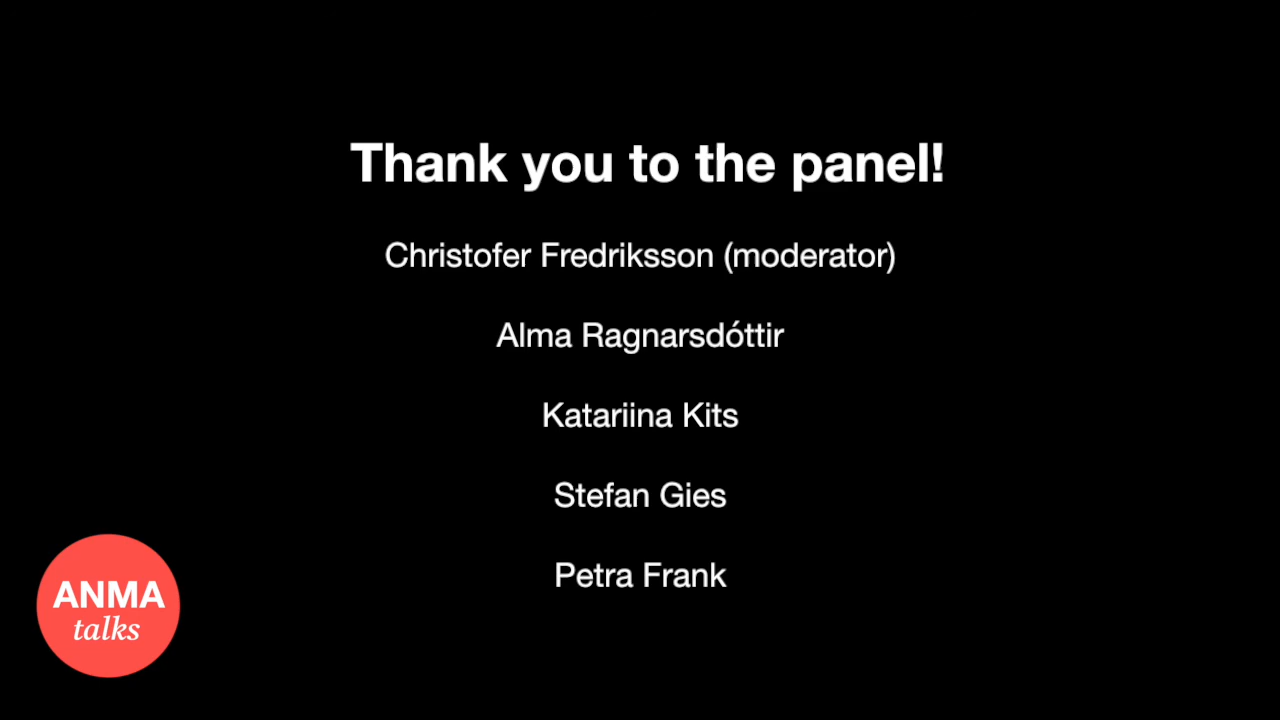 Thank you to the panel!
Christofer Fredriksson (moderator)
Alma Ragnarsdóttir
Katariina Kits
Stefan Gies
Petra Frank
ANMA
talks